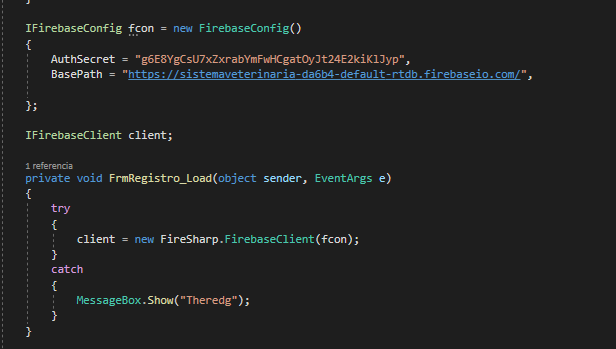 }
IFirebaseConfig fcon = new FirebaseConfig()
{
AuthSecret = "g6E8YgCsU7xZxrabYmFwHCgatOyJt24E2kiKlJyp",
BasePath = "https://sistemaveterinaria-da6b4-default-rtdb.firebaseio.com/",
};
IFirebaseClient client;
1 referencia
private void FrmRegistro_Load(object sender, EventArgs e)
{
try
{
client = new FireSharp.FirebaseClient(fcon);
}
catch
{
MessageBox.Show("Theredg");
}
}